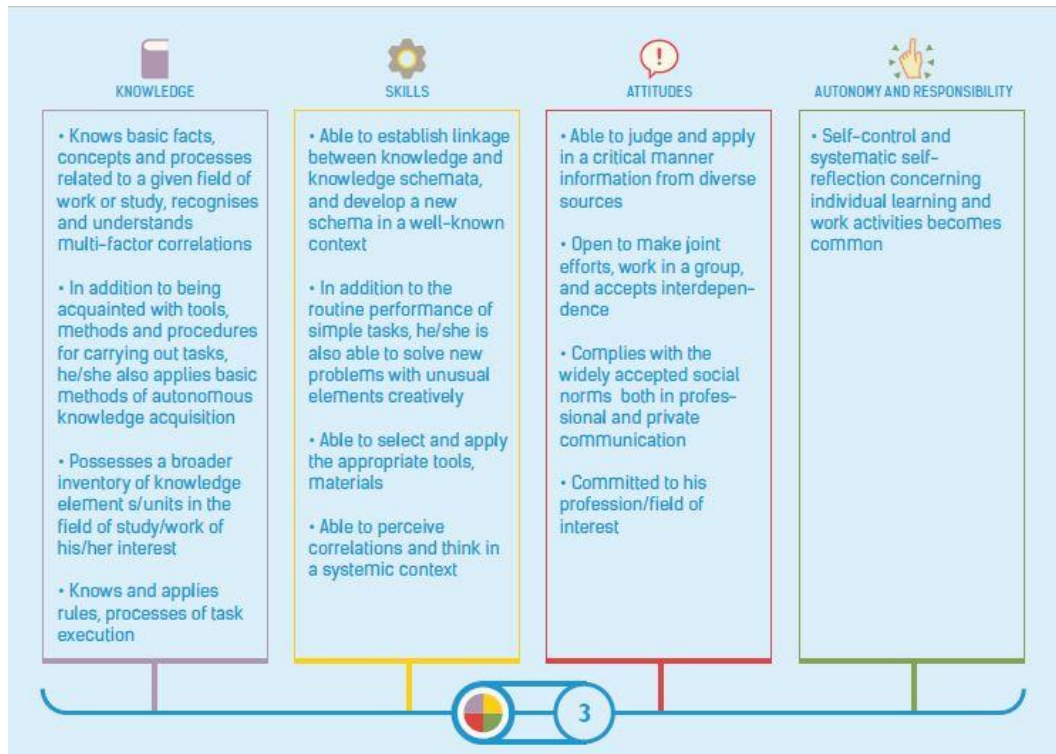 KNOWLEDGE
• Knows basic facts,
concepts and processes
related to a given field of
work or study, recognises
and understands
multi-factor correlations
• In addition to being
acquainted with tools,
methods and procedures
for carrying out tasks,
he/she also applies basic
methods of autonomous
knowledge acquisition
• Possesses a broader
inventory of knowledge
element s/units in the
field of study/work of
his/her interest
• Knows and applies
rules, processes of task
execution
SKILLS
• Able to establish linkage
between knowledge and
knowledge schemata,
and develop a new
schema in a well-known
context
• In addition to the
routine performance of
simple tasks, he/she is
also able to solve new
problems with unusual
elements creatively
• Able to select and apply
the appropriate tools,
materials
• Able to perceive
correlations and think in
a systemic context
ATTITUDES
• Able to judge and apply
in a critical manner
information from diverse
sources
• Open to make joint
efforts, work in a group,
and accepts interdepen-
dence
• Complies with the
widely accepted social
norms both in profes-
sional and private
communication
• Committed to his
profession/field of
interest
AUTONOMY AND RESPONSIBILITY
• Self-control and
systematic self-
reflection concerning
individual learning and
work activities becomes
common
3